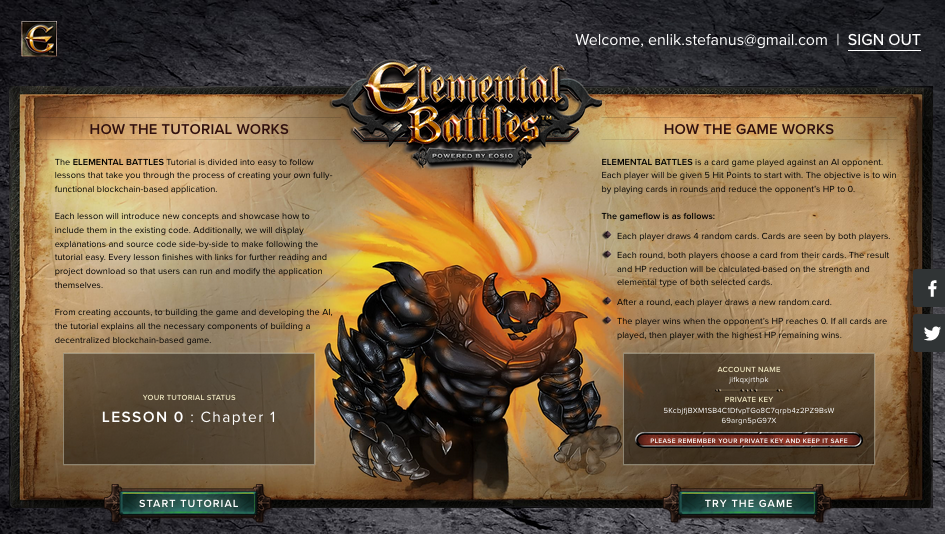 E
Welcome, enlik.stefanus@gmail.com | SIGN OUT
Elemental
Battles™
POWERED BY EOSIO
HOW THE TUTORIAL WORKS
The ELEMENTAL BATTLES Tutorial is divided into easy to follow
lessons that take you through the process of creating your own fully-
functional blockchain-based application.
Each lesson will introduce new concepts and showcase how to
include them in the existing code. Additionally, we will display
explanations and source code side-by-side to make following the
tutorial easy. Every lesson finishes with links for further reading and
project download so that users can run and modify the application
themselves.
From creating accounts, to building the game and developing the AI,
the tutorial explains all the necessary components of building a
decentralized blockchain-based game.
YOUR TUTORIAL STATUS
LESSON 0 : Chapter 1
START TUTORIAL
HOW THE GAME WORKS
ELEMENTAL BATTLES is a card game played against an AI opponent.
Each player will be given 5 Hit Points to start with. The objective is to win
by playing cards in rounds and reduce the opponent's HP to 0.
The gameflow is as follows:
Each player draws 4 random cards. Cards are seen by both players.
Each round, both players choose a card from their cards. The result
and HP reduction will be calculated based on the strength and
elemental type of both selected cards.
After a round, each player draws a new random card.
The player wins when the opponent's HP reaches 0. If all cards are
played, then player with the highest HP remaining wins.
ACCOUNT NAME
jifkqxjrthpk
PRIVATE KEY
5KcbjfjBXM1SB4C1DfvpTGo8C7qrpb4z2PZ9BsW
69argn5pG97X
PLEASE REMEMBER YOUR PRIVATE KEY AND KEEP IT SAFE
TRY THE GAME